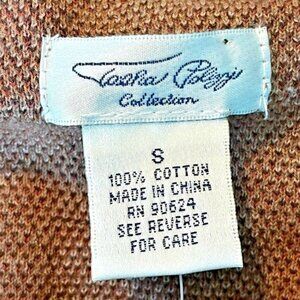 Tasha Polizzi
Collection
S
100% COTTON
MADE IN CHINA
RN 90624
SEE REVERSE
FOR CARE